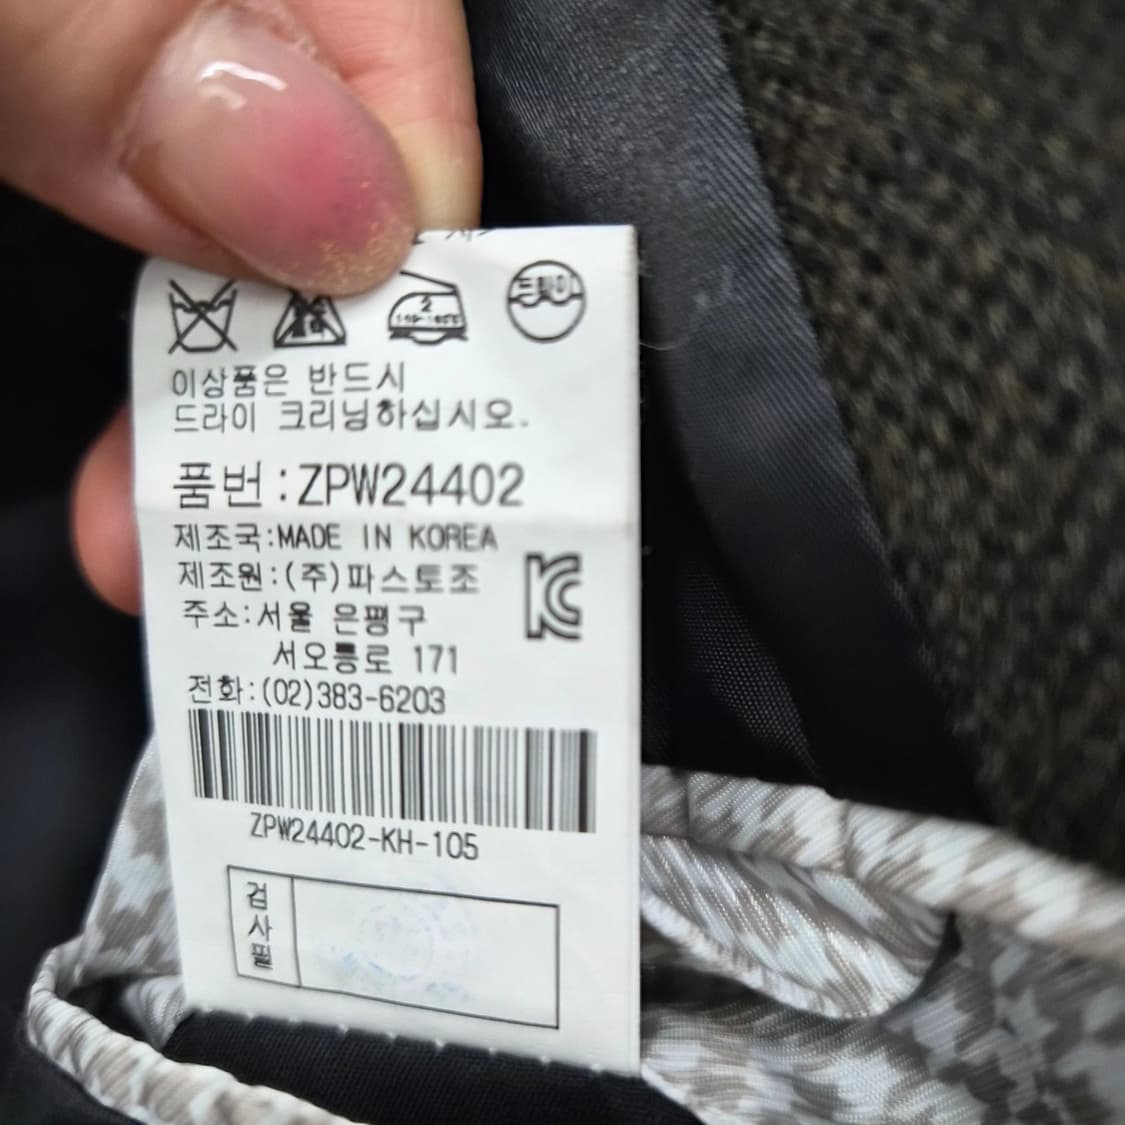 드라이
2
이상품은 반드시
드라이 크리닝하십시오.
품번:ZPW24402
제조국:MADE IN KOREA
제조원:(주)파스토조
KC
주소:서울 은평구
서오릉로 171
전화:(02)383-6203
ZPW24402-KH-105
검사필